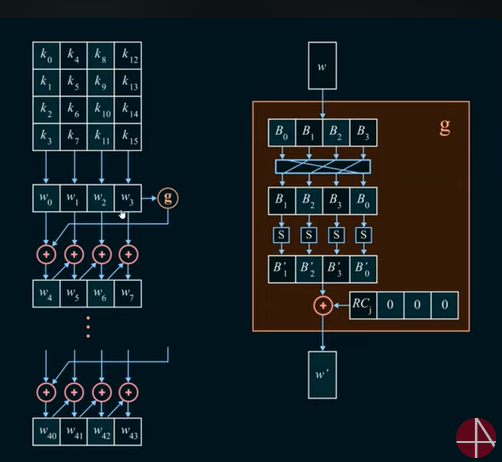 k₀ k₄ k₈ k₁₂
k₁ k₅ k₉ k₁₃
k₂ k₆ k₁₀ k₁₄
k₃ k₇ k₁₁ k₁₅
w₀ w₁ w₂ w₃ g
+ + + +
w₄ w₅ w₆ w₇
+ + + +
w₄₀ w₄₁ w₄₂ w₄₃
w
g
B₀ B₁ B₂ B₃
B₁ B₂ B₃ B₀
S S S S
B'₁ B'₂ B'₃ B'₀
+ RCⱼ 0 0 0
w'